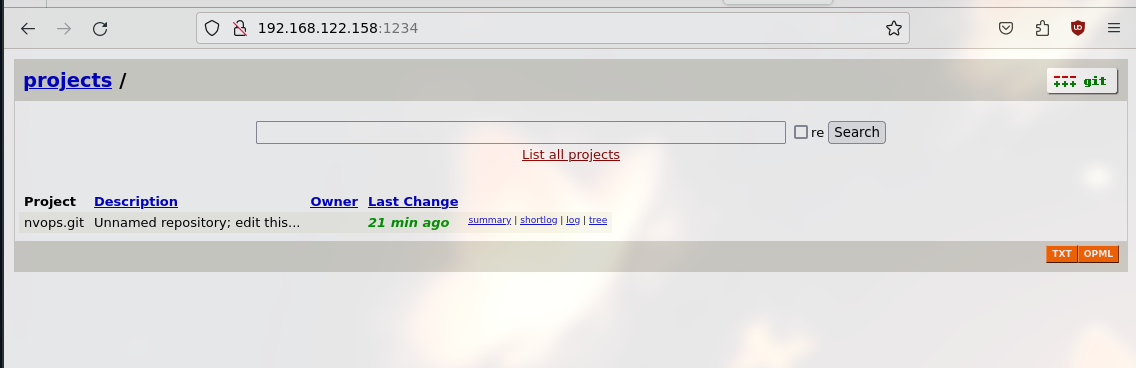 192.168.122.158:1234
projects /
git
re Search
List all projects
Project Description Owner Last Change
nvops.git Unnamed repository; edit this... 21 min ago summary | shortlog | log | tree
TXT OPML